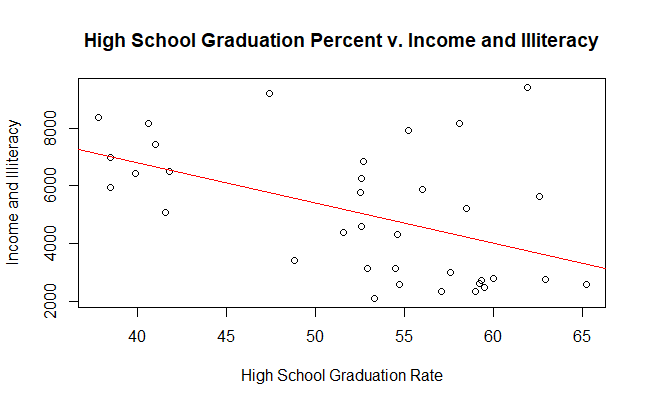 High School Graduation Percent v. Income and Illiteracy
Income and Illiteracy
8000
6000
4000
2000
40 45 50 55 60 65
High School Graduation Rate